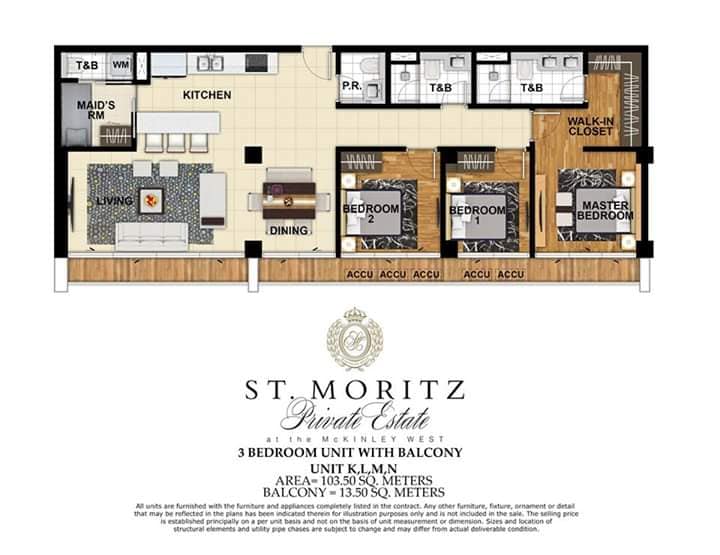 T&B WM
P.R.
T&B
T&B
KITCHEN
MAID'S
RM
WALK-IN
CLOSET
LIVING
DINING
BEDROOM
2
BEDROOM
1
MASTER
BEDROOM
ACCU ACCU ACCU ACCU ACCU
ST. MORITZ
Private Estate
at the McKINLEY WEST
3 BEDROOM UNIT WITH BALCONY
UNIT K,L,M,N
AREA= 103.50 SQ. METERS
BALCONY = 13.50 SQ. METERS
All units are furnished with the furniture and appliances completely listed in the contract. Any other furniture, fixture, ornament or detail
that may be reflected in the plans has been indicated therein for illustration purposes only and is not included in the sale. The selling price
is established principally on a per unit basis and not on the basis of unit measurement or dimension. Sizes and location of
structural elements and utility pipe chases are subject to change and may differ from actual deliverable condition.